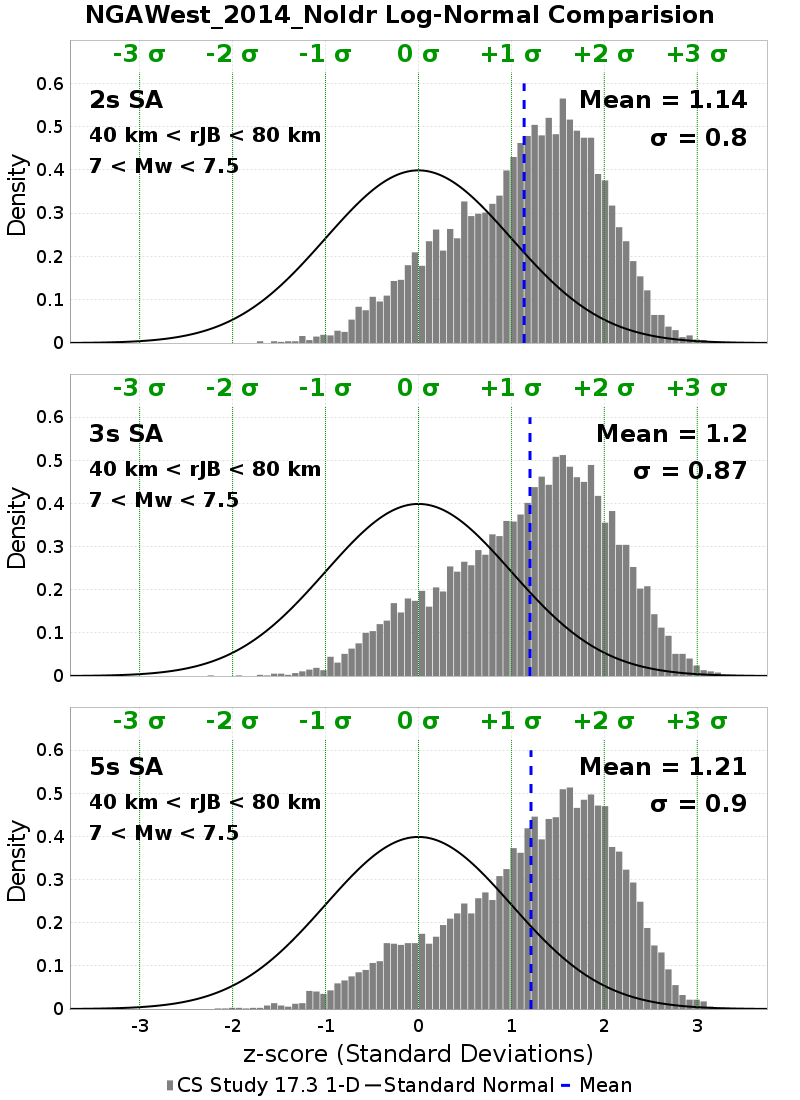 NGAWest_2014_NoIdr Log-Normal Comparision
-3 σ -2 σ -1 σ 0 σ +1 σ +2 σ +3 σ
2s SA
Mean = 1.14
40 km < rJB < 80 km
σ = 0.8
7 < Mw < 7.5
Density
0.6
0.5
0.4
0.3
0.2
0.1
0
-3 σ -2 σ -1 σ 0 σ +1 σ +2 σ +3 σ
3s SA
Mean = 1.2
40 km < rJB < 80 km
σ = 0.87
7 < Mw < 7.5
Density
0.6
0.5
0.4
0.3
0.2
0.1
0
-3 σ -2 σ -1 σ 0 σ +1 σ +2 σ +3 σ
5s SA
Mean = 1.21
40 km < rJB < 80 km
σ = 0.9
7 < Mw < 7.5
Density
0.6
0.5
0.4
0.3
0.2
0.1
0
-3 -2 -1 0 1 2 3
z-score (Standard Deviations)
CS Study 17.3 1-D Standard Normal Mean